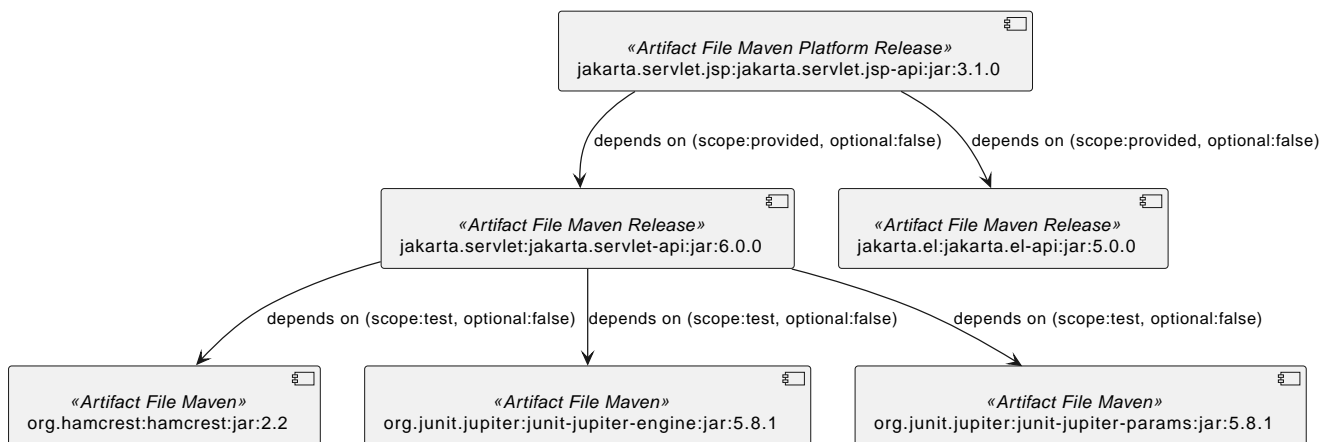 «Artifact File Maven Platform Release»
jakarta.servlet.jsp:jakarta.servlet.jsp-api:jar:3.1.0
depends on (scope:provided, optional:false)
depends on (scope:provided, optional:false)
«Artifact File Maven Release»
jakarta.servlet:jakarta.servlet-api:jar:6.0.0
«Artifact File Maven Release»
jakarta.el:jakarta.el-api:jar:5.0.0
depends on (scope:test, optional:false)
depends on (scope:test, optional:false)
depends on (scope:test, optional:false)
«Artifact File Maven»
org.hamcrest:hamcrest:jar:2.2
«Artifact File Maven»
org.junit.jupiter:junit-jupiter-engine:jar:5.8.1
«Artifact File Maven»
org.junit.jupiter:junit-jupiter-params:jar:5.8.1